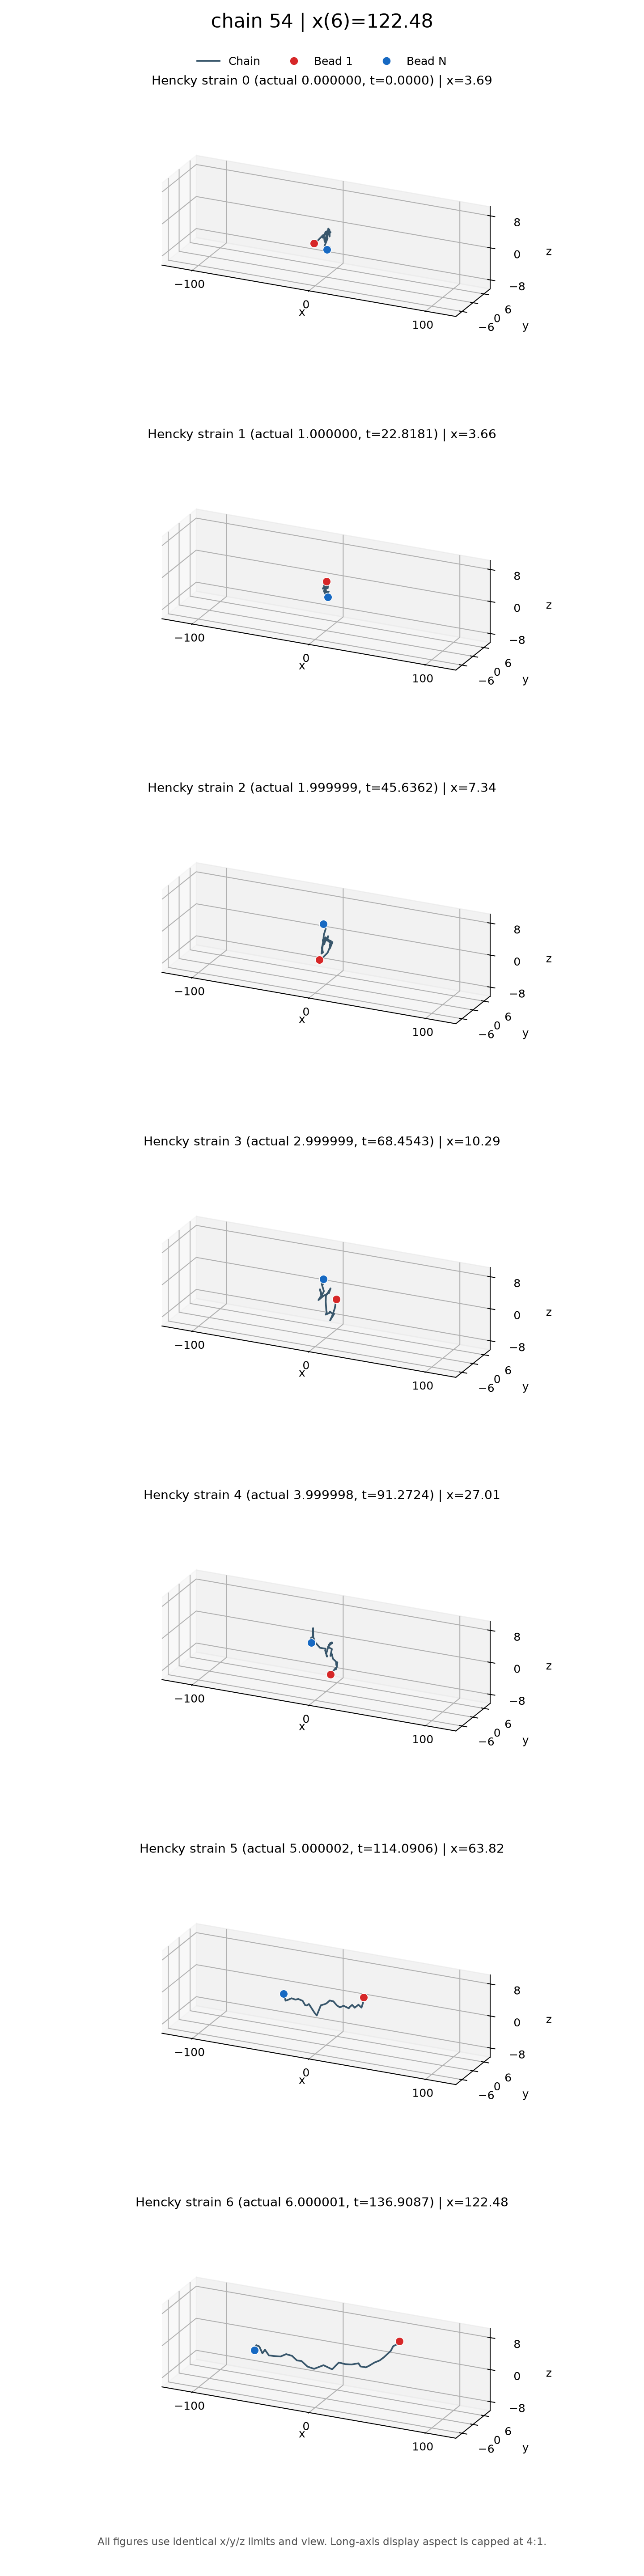 chain 54 | x(6)=122.48
Chain
Bead 1
Bead N
Hencky strain 0 (actual 0.000000, t=0.0000) | x=3.69
8
0
z
−8
−100
6
0
0
−6
y
x
100
Hencky strain 1 (actual 1.000000, t=22.8181) | x=3.66
8
0
z
−8
−100
6
0
0
−6
y
x
100
Hencky strain 2 (actual 1.999999, t=45.6362) | x=7.34
8
0
z
−8
−100
6
0
0
−6
y
x
100
Hencky strain 3 (actual 2.999999, t=68.4543) | x=10.29
8
0
z
−8
−100
6
0
0
−6
y
x
100
Hencky strain 4 (actual 3.999998, t=91.2724) | x=27.01
8
0
z
−8
−100
6
0
0
−6
y
x
100
Hencky strain 5 (actual 5.000002, t=114.0906) | x=63.82
8
0
z
−8
−100
6
0
0
−6
y
x
100
Hencky strain 6 (actual 6.000001, t=136.9087) | x=122.48
8
0
z
−8
−100
6
0
0
−6
y
x
100
All figures use identical x/y/z limits and view. Long-axis display aspect is capped at 4:1.